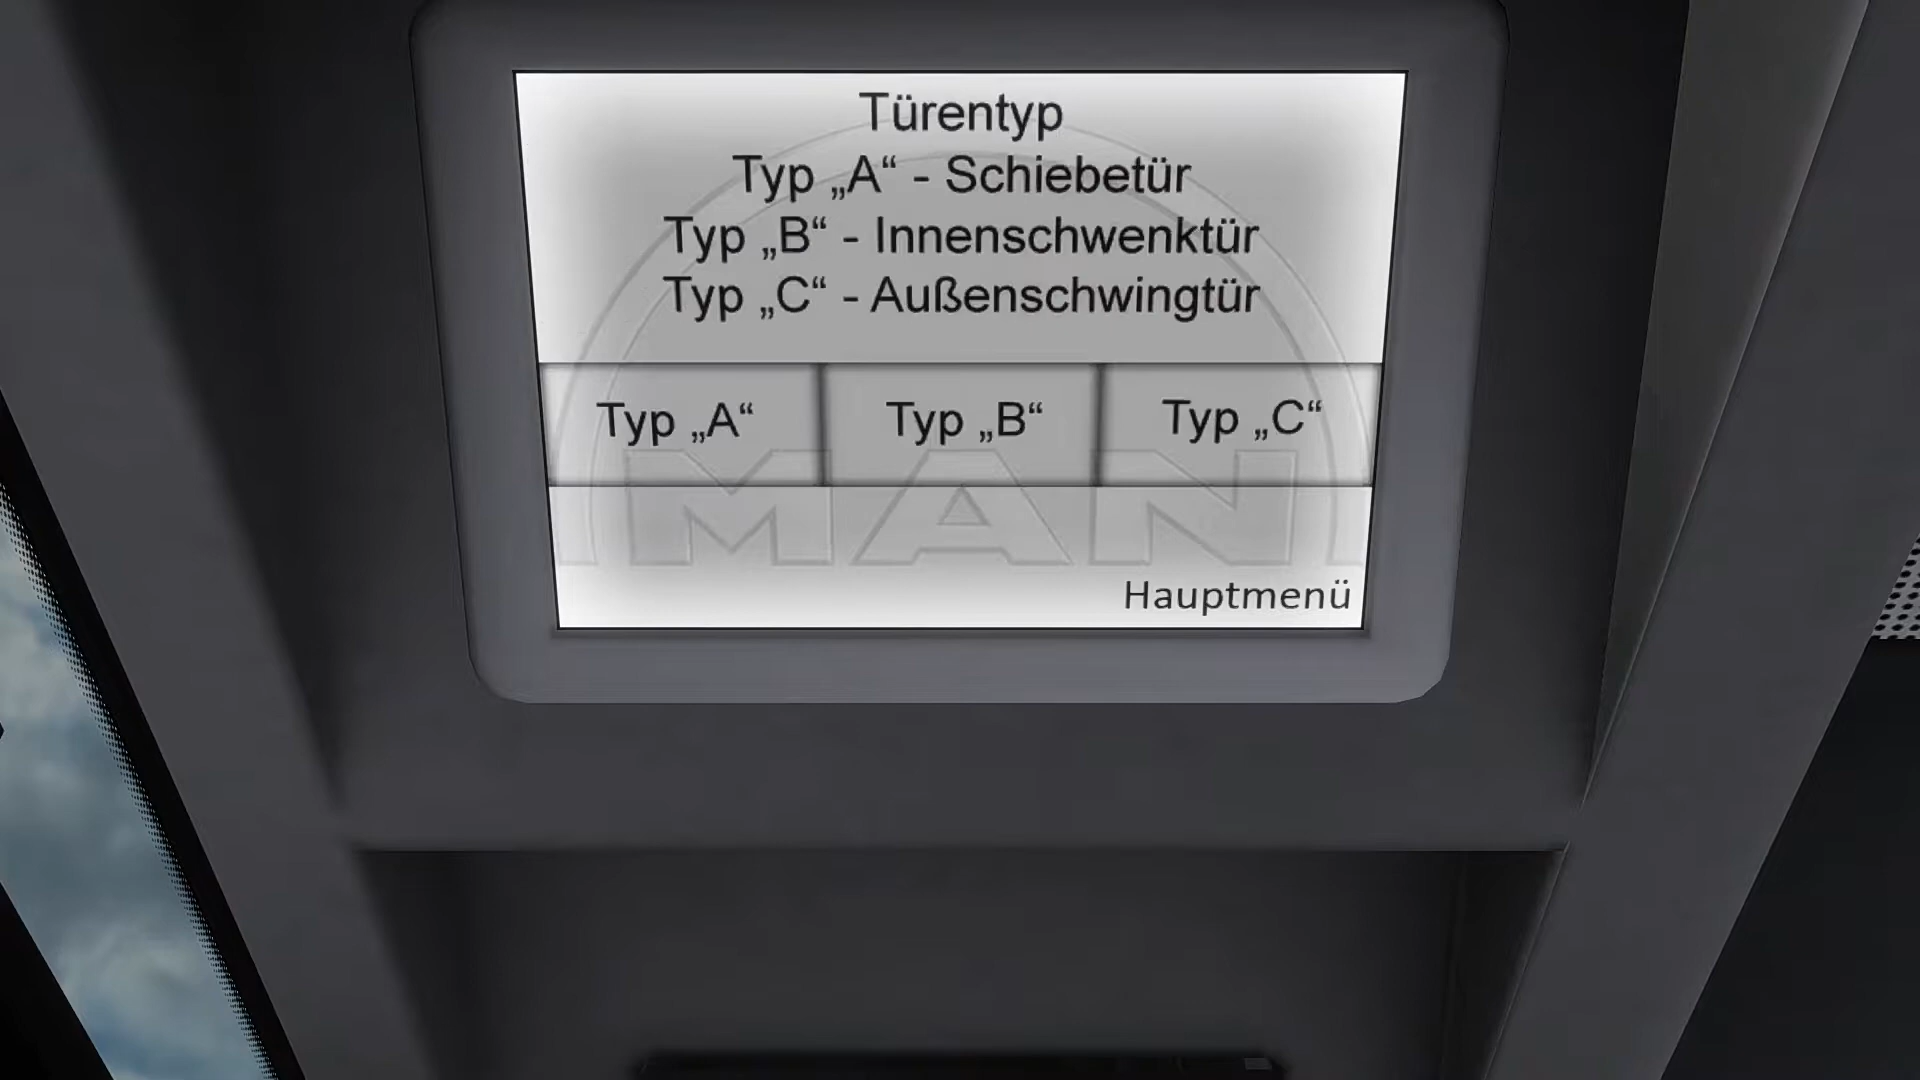 Türentyp
Typ „A“ - Schiebetür
Typ „B“ - Innenschwenktür
Typ „C“ - Außenschwingtür
Typ „A“ Typ „B“ Typ „C“
MAN
Hauptmenü